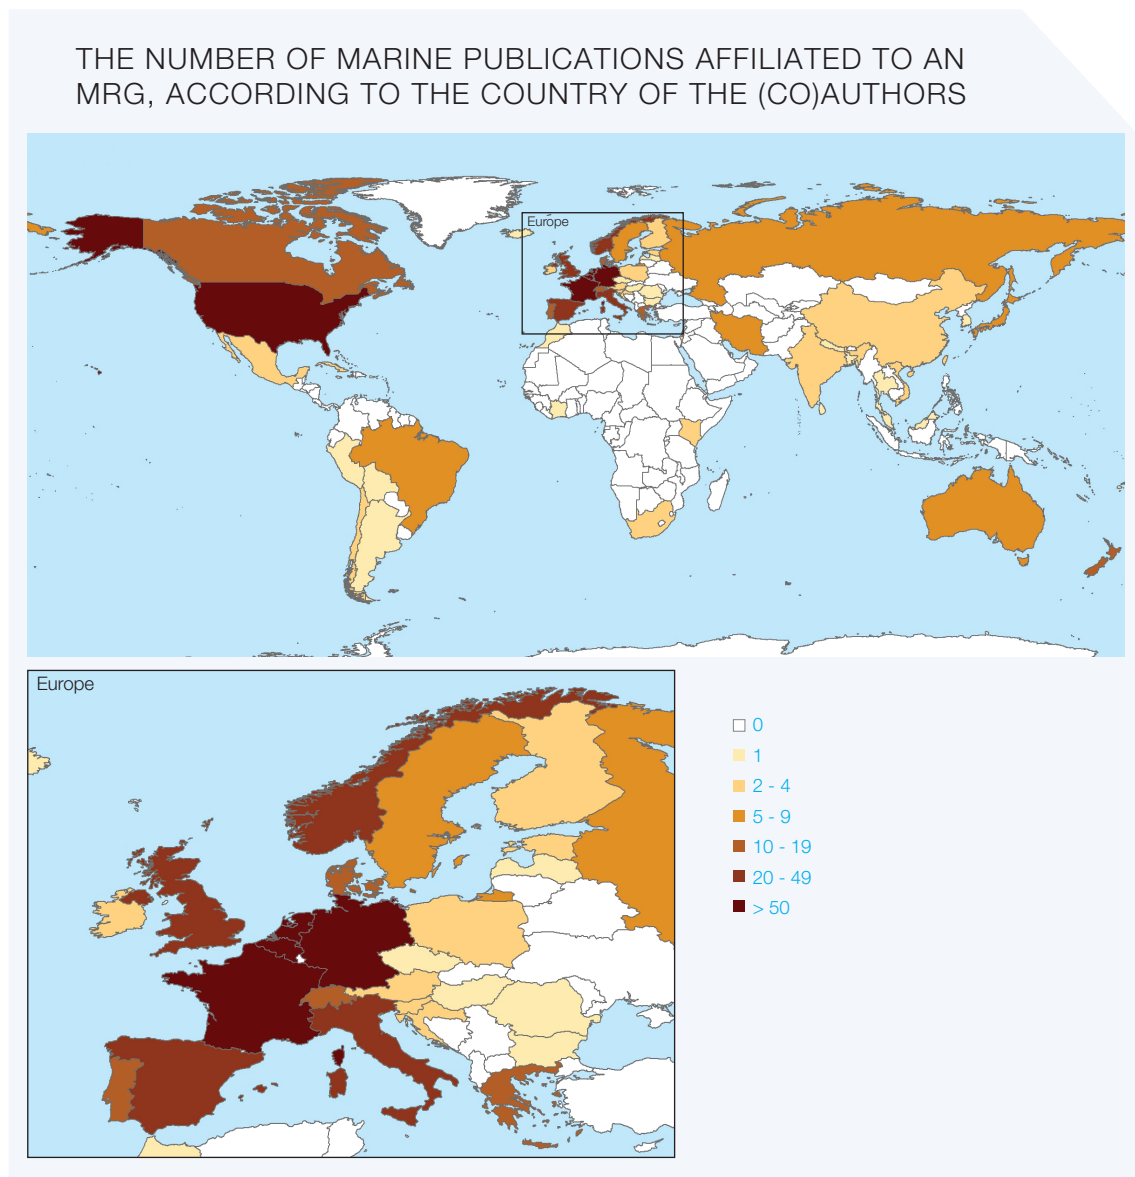 THE NUMBER OF MARINE PUBLICATIONS AFFILIATED TO AN
MRG, ACCORDING TO THE COUNTRY OF THE (CO)AUTHORS
Europe
Europe
0
1
2 - 4
5 - 9
10 - 19
20 - 49
> 50